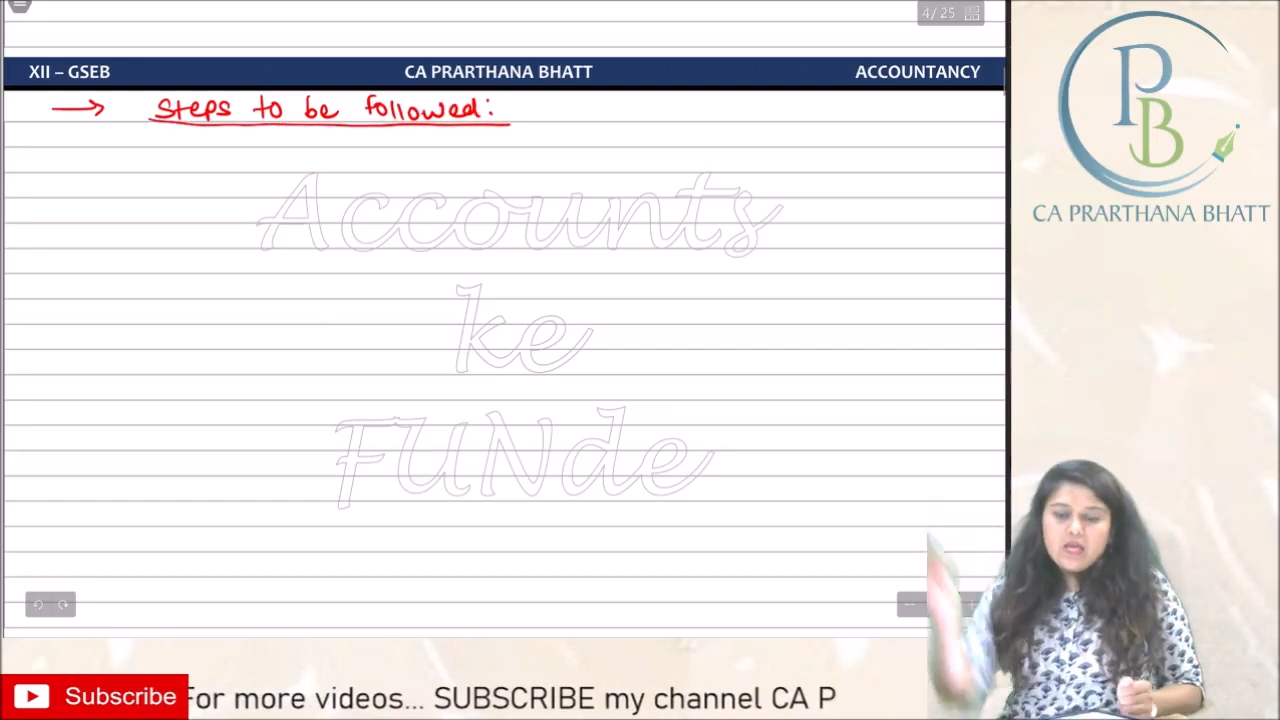 4/25
XII – GSEB CA PRARTHANA BHATT ACCOUNTANCY
→ Steps to be followed:
Accounts
ke
FUNde
PB
CA PRARTHANA BHATT
Subscribe
For more videos... SUBSCRIBE my channel CA P